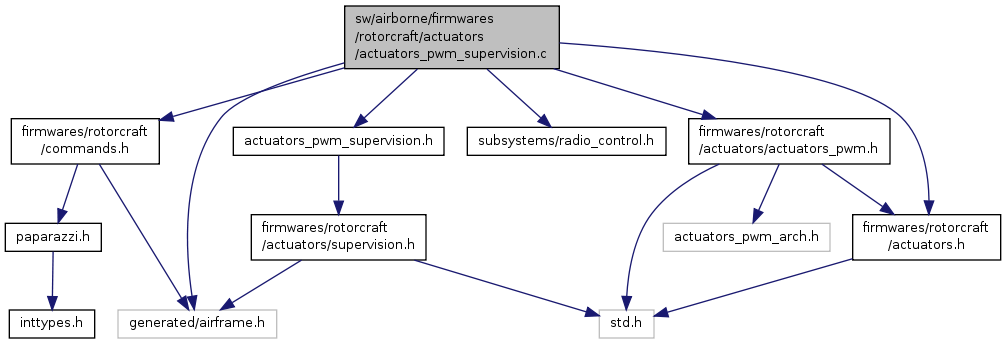 sw/airborne/firmwares
/rotorcraft/actuators
/actuators_pwm_supervision.c
firmwares/rotorcraft
/commands.h
actuators_pwm_supervision.h
subsystems/radio_control.h
firmwares/rotorcraft
/actuators/actuators_pwm.h
paparazzi.h
firmwares/rotorcraft
/actuators/supervision.h
actuators_pwm_arch.h
firmwares/rotorcraft
/actuators.h
inttypes.h
generated/airframe.h
std.h